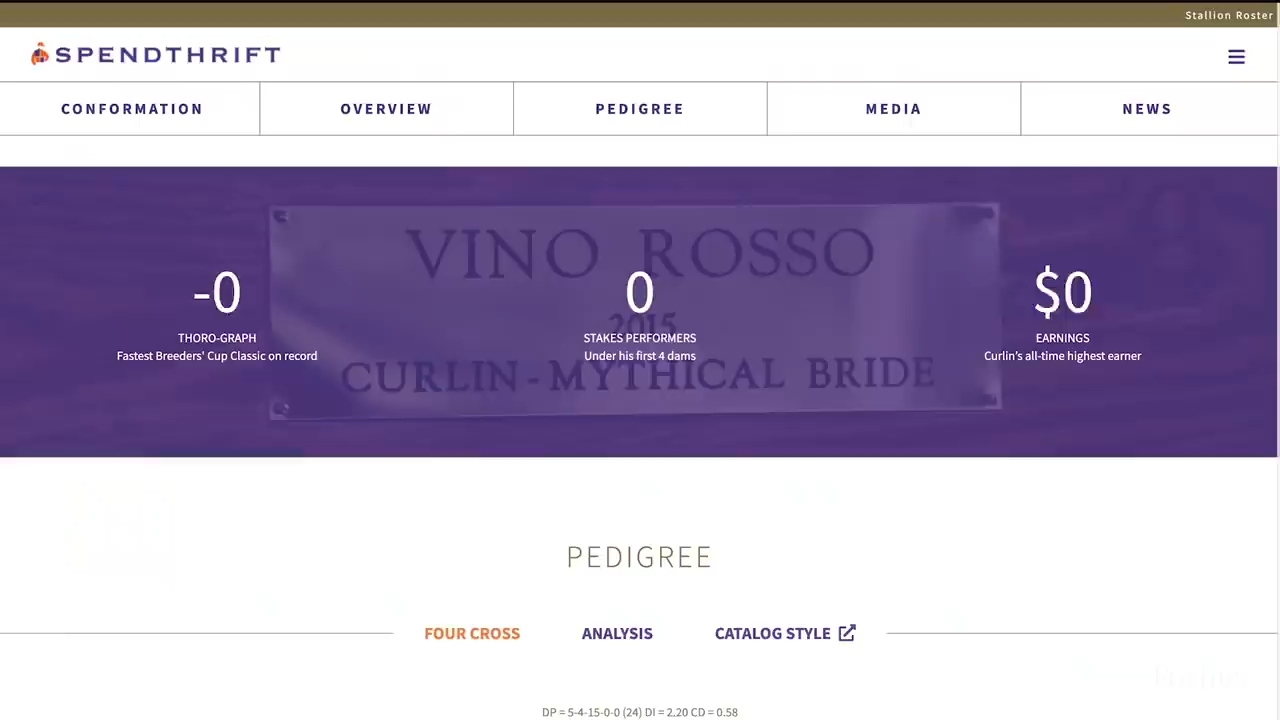 Stallion Roster
SPENDTHRIFT
CONFORMATION
OVERVIEW
PEDIGREE
MEDIA
NEWS
VINO ROSSO
2015
CURLIN - MYTHICAL BRIDE
-0
THORO-GRAPH
Fastest Breeders' Cup Classic on record
0
STAKES PERFORMERS
Under his first 4 dams
$0
EARNINGS
Curlin's all-time highest earner
PEDIGREE
FOUR CROSS
ANALYSIS
CATALOG STYLE
DP = 5-4-15-0-0 (24) DI = 2.20 CD = 0.58